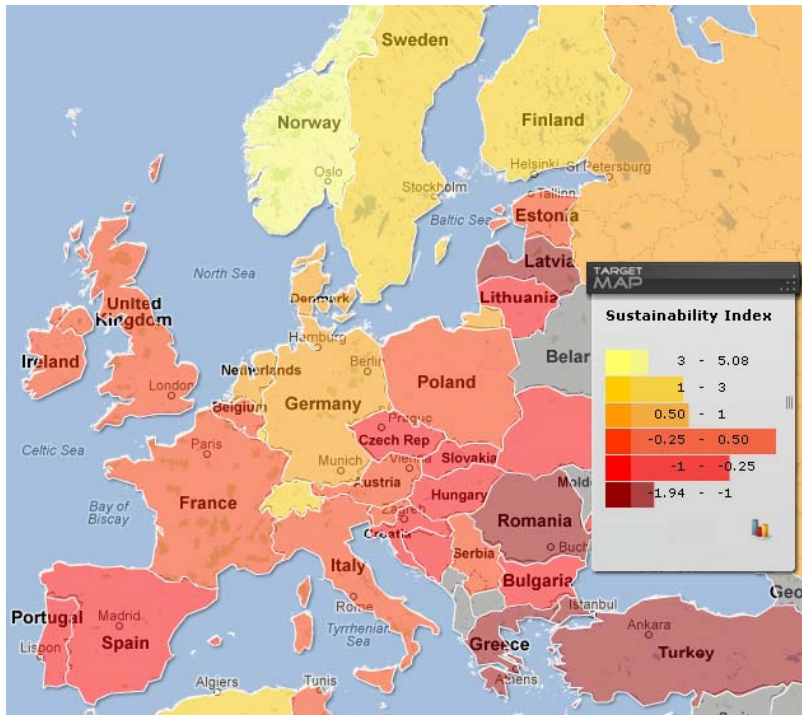 Sweden
Norway
Finland
Oslo
Helsinki
St Petersburg
Stockholm
Tallinn
Baltic Sea
Estonia
North Sea
Latvia
TARGET
MAP
Denmark
Lithuania
Sustainability Index
United
Kingdom
Hamburg
Belar
3 - 5.08
Ireland
Netherlands
Berlin
1 - 3
London
Belgium
Germany
Poland
0.50 - 1
Celtic Sea
Paris
Prague
Czech Rep
-0.25 - 0.50
Munich
Vienna
Slovakia
-1 - -0.25
Austria
Bay of
Biscay
France
Hungary
Mold
-1.94 - -1
Zagreb
Croatia
Romania
Italy
Serbia
Buch
Bulgaria
Portugal
Madrid
Rome
Istanbul
Geo
Lisbon
Spain
Tyrrhenian
Sea
Ankara
Greece
Turkey
Athens
Algiers
Tunis